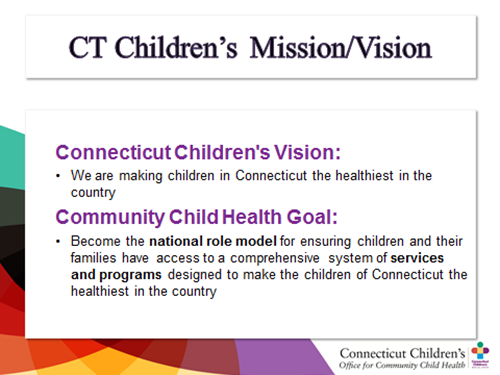 CT Children's Mission/Vision
Connecticut Children's Vision:
• We are making children in Connecticut the healthiest in the
country
Community Child Health Goal:
• Become the national role model for ensuring children and their
families have access to a comprehensive system of services
and programs designed to make the children of Connecticut the
healthiest in the country
Connecticut Children's
Office for Community Child Health